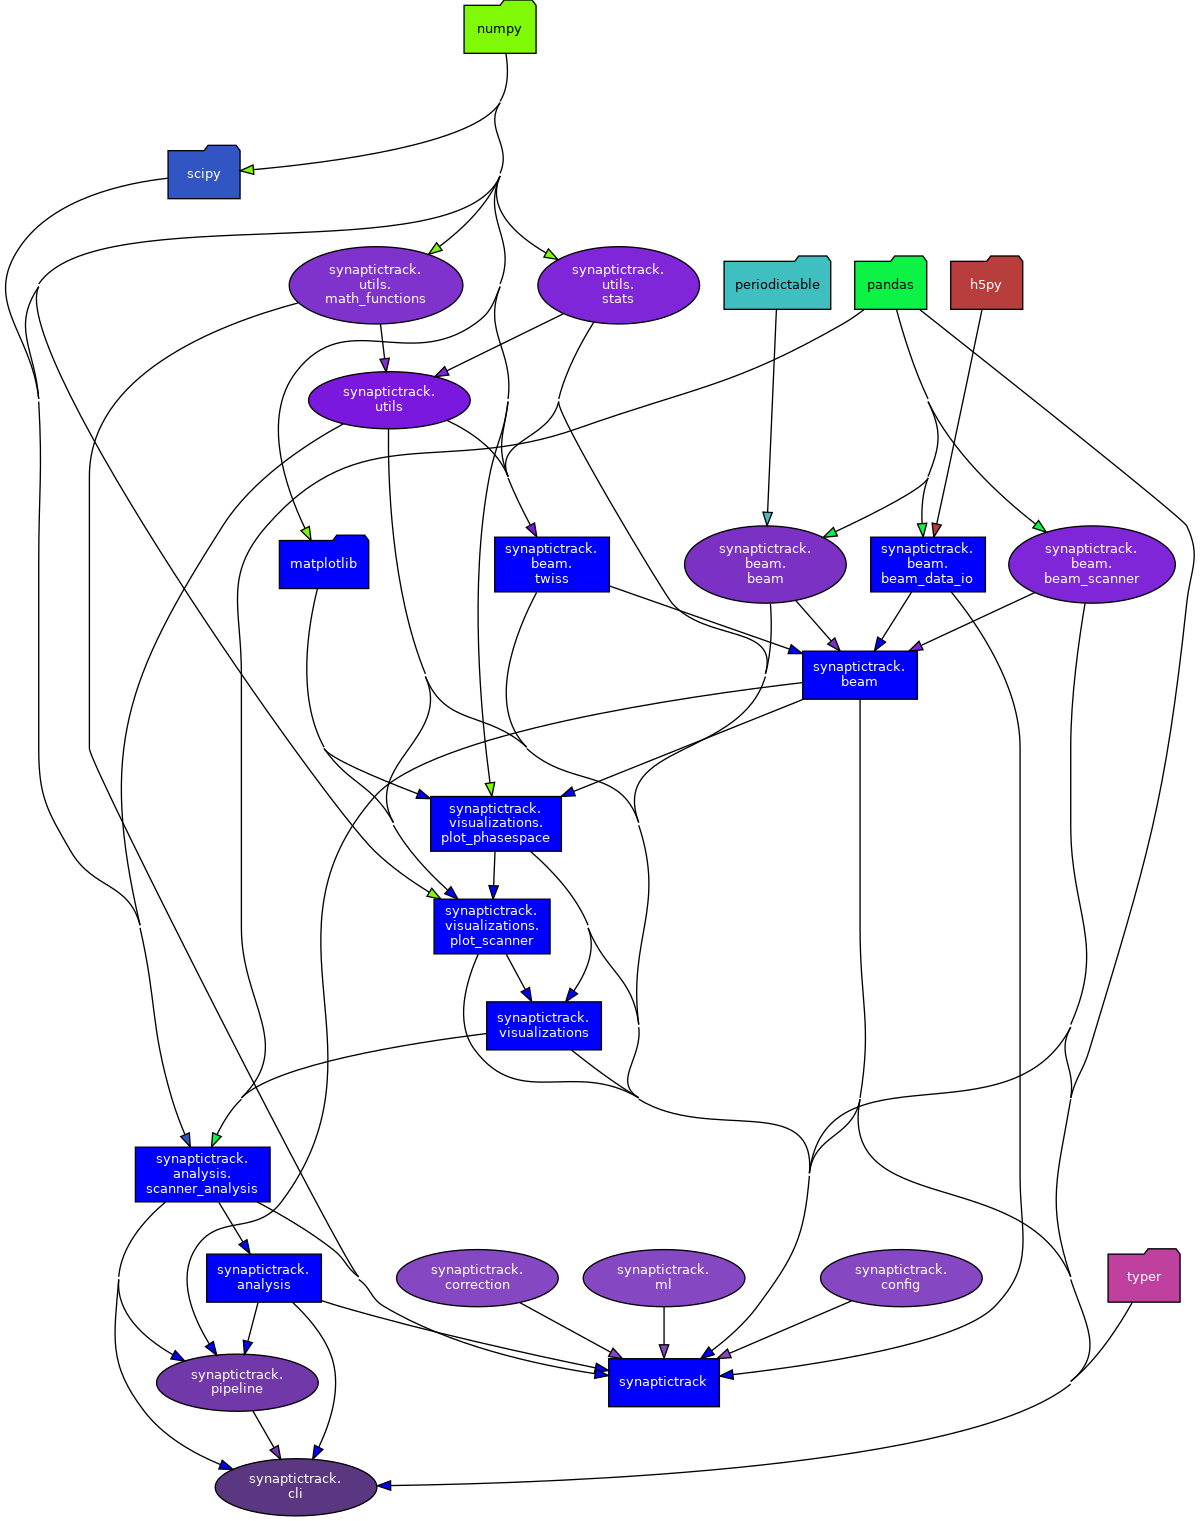 numpy
scipy
synaptictrack.
utils.
math_functions
synaptictrack.
utils.
stats
periodictable
pandas
h5py
synaptictrack.
utils
matplotlib
synaptictrack.
beam.
twiss
synaptictrack.
beam.
beam
synaptictrack.
beam.
beam_data_io
synaptictrack.
beam.
beam_scanner
synaptictrack.
beam
synaptictrack.
visualizations.
plot_phasespace
synaptictrack.
visualizations.
plot_scanner
synaptictrack.
visualizations
synaptictrack.
analysis.
scanner_analysis
synaptictrack.
analysis
synaptictrack.
correction
synaptictrack.
ml
synaptictrack.
config
typer
synaptictrack.
pipeline
synaptictrack
synaptictrack.
cli